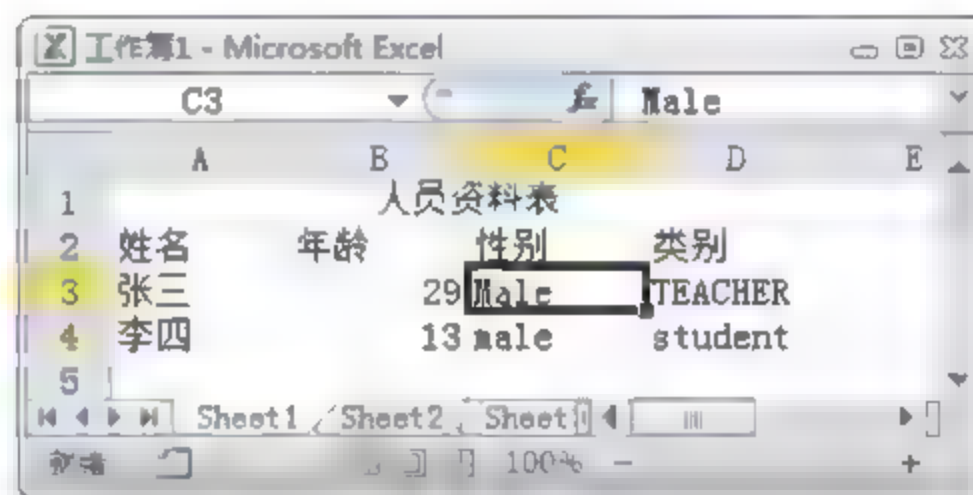 工作簿1 - Microsoft Excel
C3 fx Male
A B C D E
1 人员资料表
2 姓名 年龄 性别 类别
3 张三 29 Male TEACHER
4 李四 13 male student
5
Sheet1 Sheet2 Sheet
100%